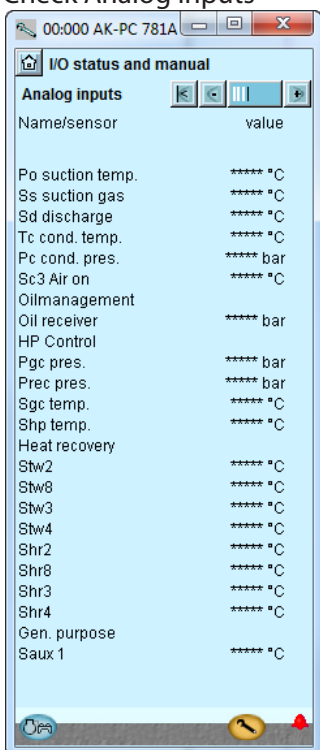 Check Analog inputs
00:000 AK-PC 781A
I/O status and manual
Analog inputs
Name/sensor value
Po suction temp. ***** °C
Ss suction gas ***** °C
Sd discharge ***** °C
Tc cond. temp. ***** °C
Pc cond. pres. ***** bar
Sc3 Air on ***** °C
Oilmanagement
Oil receiver ***** bar
HP Control
Pgc pres. ***** bar
Prec pres. ***** bar
Sgc temp. ***** °C
Shp temp. ***** °C
Heat recovery
Stw2 ***** °C
Stw8 ***** °C
Stw3 ***** °C
Stw4 ***** °C
Shr2 ***** °C
Shr8 ***** °C
Shr3 ***** °C
Shr4 ***** °C
Gen. purpose
Saux 1 ***** °C